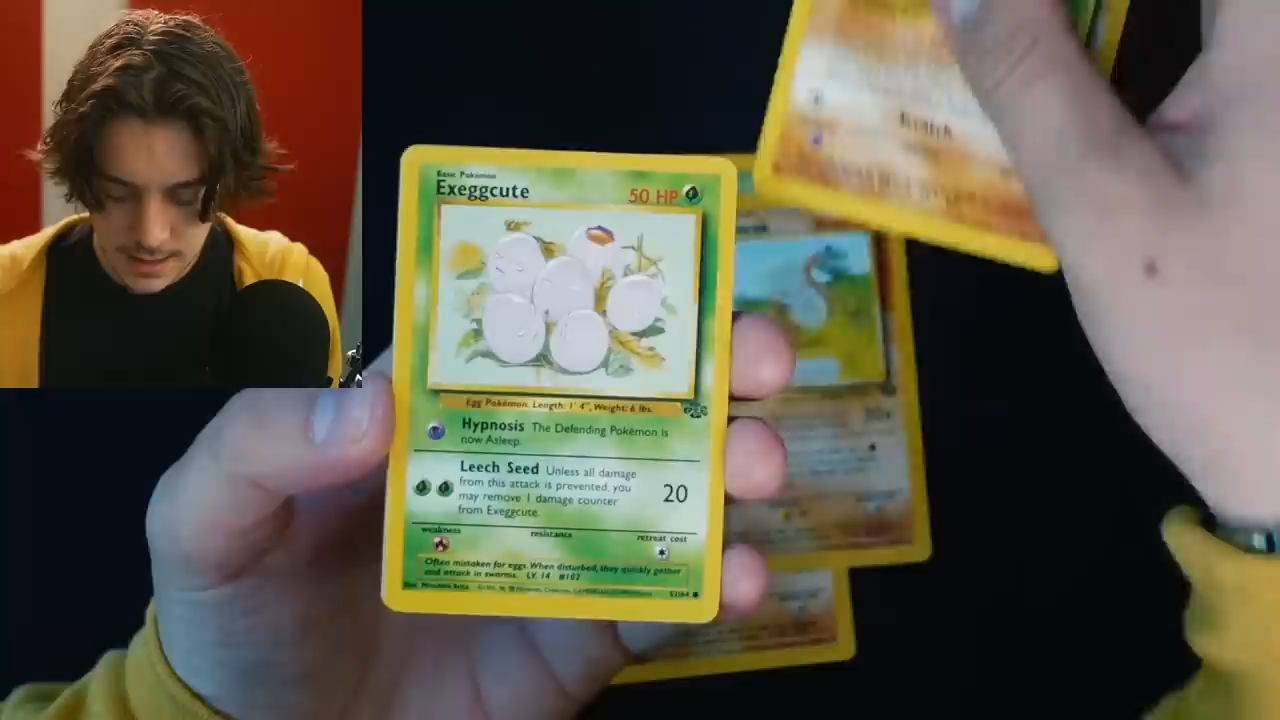 Basic Pokémon
Exeggcute
50 HP
Egg Pokémon. Length: 1' 4", Weight: 6 lbs.
Hypnosis The Defending Pokémon is
now Asleep.
Leech Seed Unless all damage
from this attack is prevented, you
may remove 1 damage counter
from Exeggcute.
20
weakness
resistance
retreat cost
Often mistaken for eggs. When disturbed, they quickly gather
and attack in swarms. LV. 14 #102
52/64